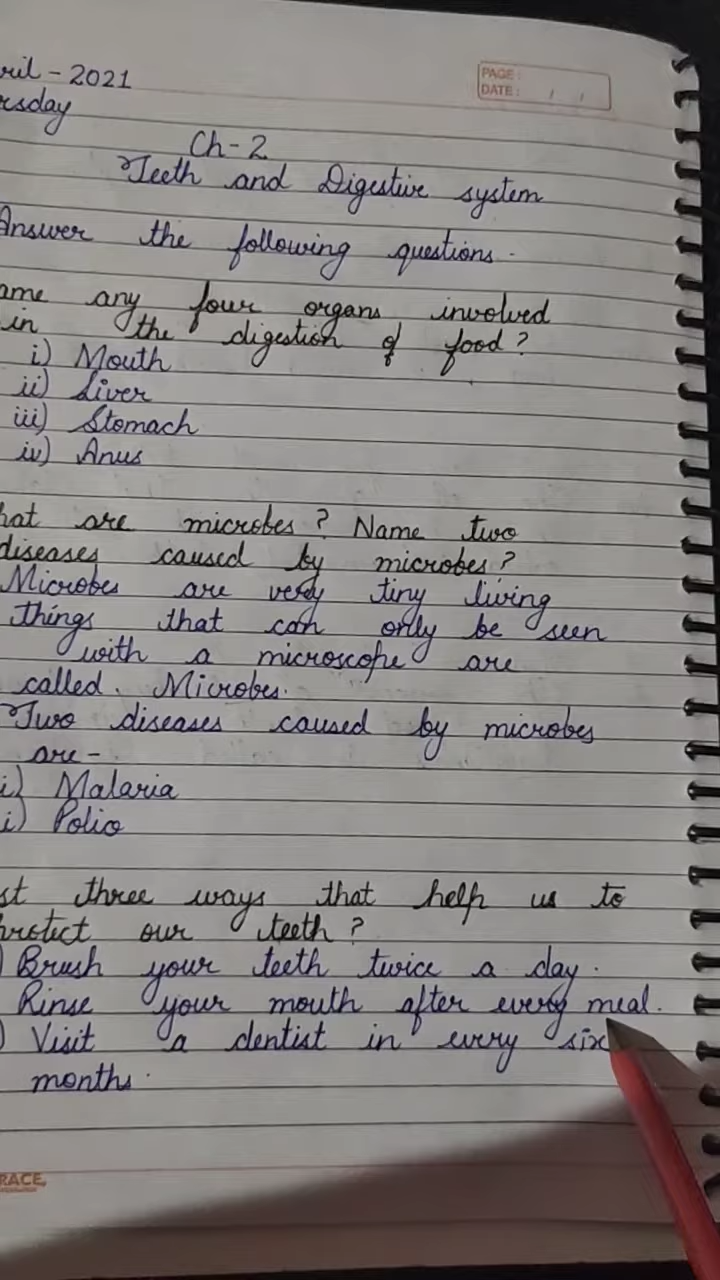 ril - 2021
PAGE :
DATE : / /
rsday
Ch - 2
Teeth and Digestive system
Answer the following questions.
ame any four organs involved
in the digestion of food?
i) Mouth
ii) Liver
iii) Stomach
iv) Anus
hat are microbes? Name two
diseases caused by microbes?
Microbes are very tiny living
things that can only be seen
with a microscope are
called. Microbes.
Two diseases caused by microbes
are -
i) Malaria
i) Polio
st three ways that help us to
protect our teeth?
) Brush your teeth twice a day.
Rinse your mouth after every meal.
) Visit a dentist in every six
months.
RACE